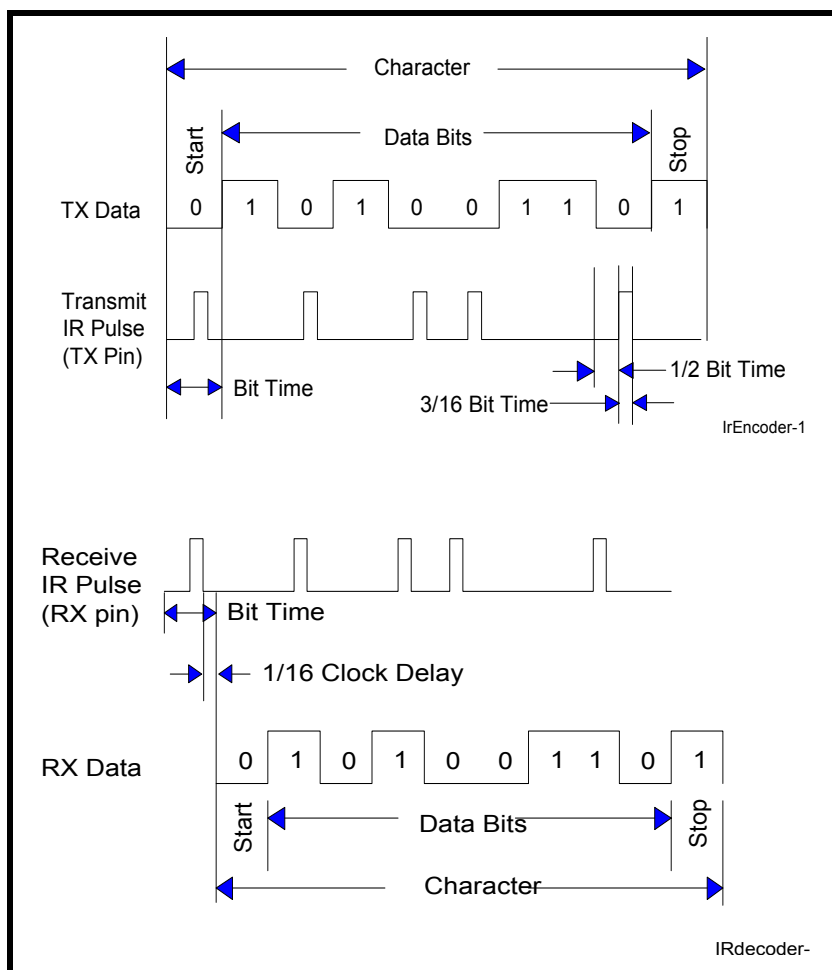 Character
Start
Data Bits
Stop
TX Data
0 1 0 1 0 0 1 1 0 1
Transmit
IR Pulse
(TX Pin)
Bit Time
1/2 Bit Time
3/16 Bit Time
IrEncoder-1
Receive
IR Pulse
(RX pin)
Bit Time
1/16 Clock Delay
RX Data
0 1 0 1 0 0 1 1 0 1
Start
Data Bits
Stop
Character
IRdecoder-